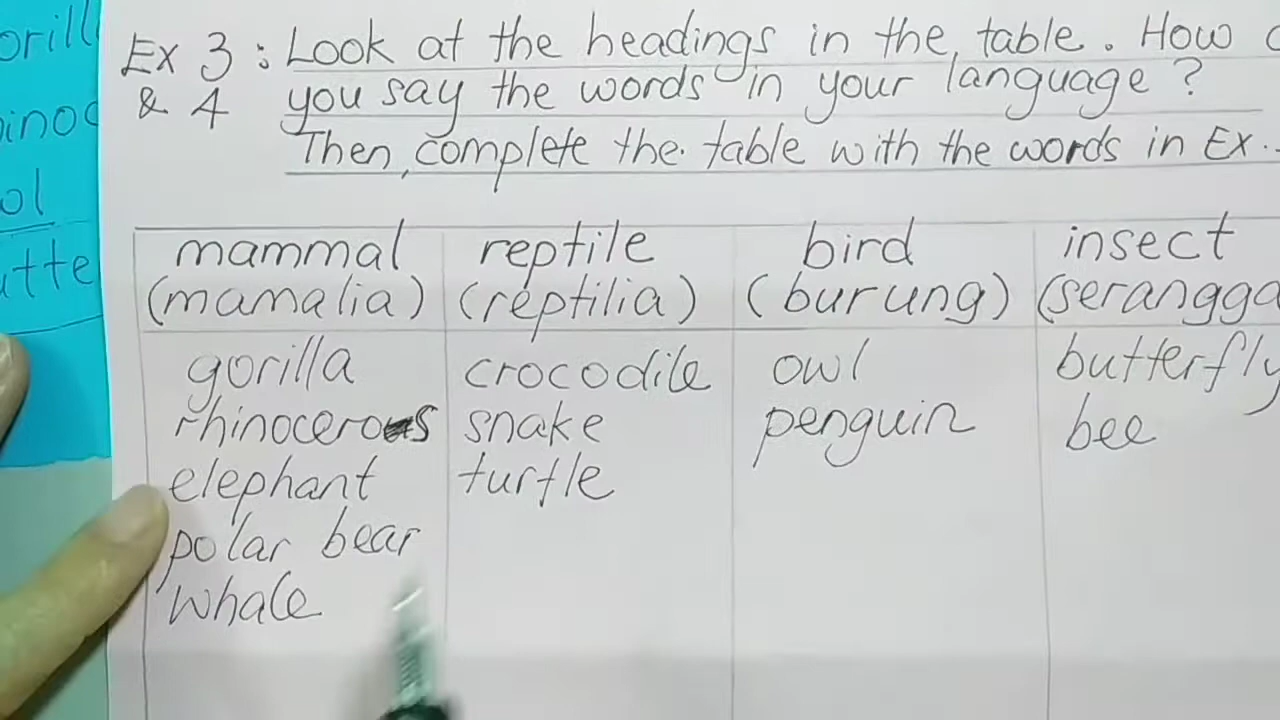 Ex 3 : Look at the headings in the table. How
& 4 you say the words in your language?
Then, complete the table with the words in Ex.
mammal reptile bird insect
(mamalia) (reptilia) (burung) (serangga
gorilla crocodile owl butterfly
rhinoceros snake penguin bee
elephant turtle
polar bear
whale